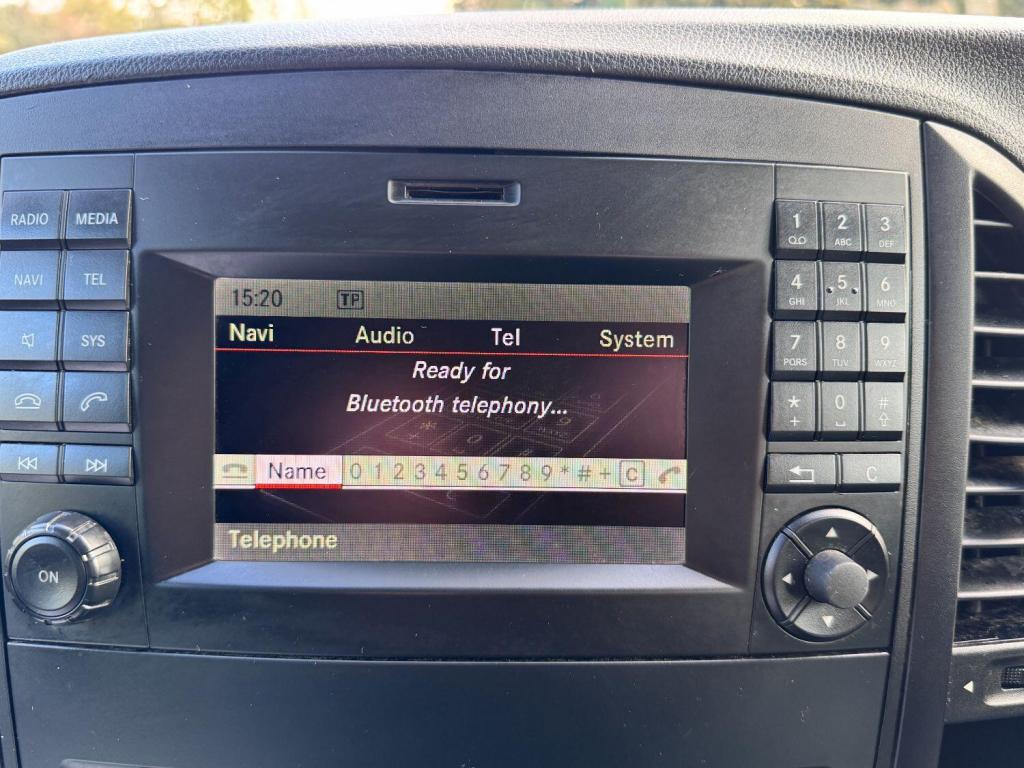 RADIO MEDIA
NAVI TEL
SYS
ON
15:20 TP
Navi Audio Tel System
Ready for
Bluetooth telephony...
Name 0 1 2 3 4 5 6 7 8 9 * # + C
Telephone
1 2 3
ABC DEF
4 5 6
GHI JKL MNO
7 8 9
PQRS TUV WXYZ
* 0 #
+
C